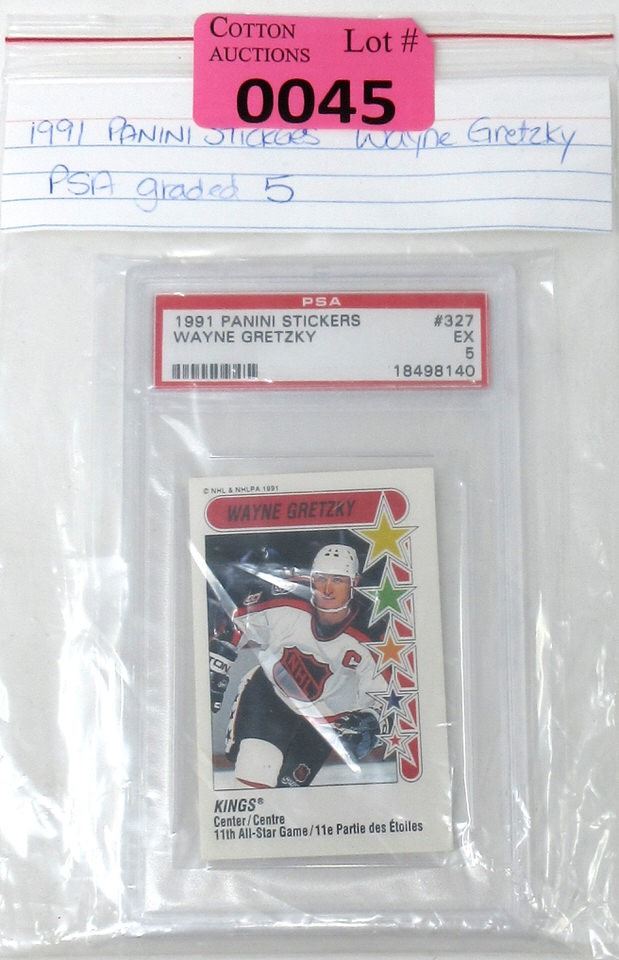 COTTON AUCTIONS Lot #
0045
1991 PANINI STICKERS Wayne Gretzky
PSA graded 5
PSA
1991 PANINI STICKERS #327
WAYNE GRETZKY EX
5
18498140
© NHL & NHLPA 1991
WAYNE GRETZKY
C
NHL
KINGS®
Center/Centre
11th All-Star Game/11e Partie des Étoiles